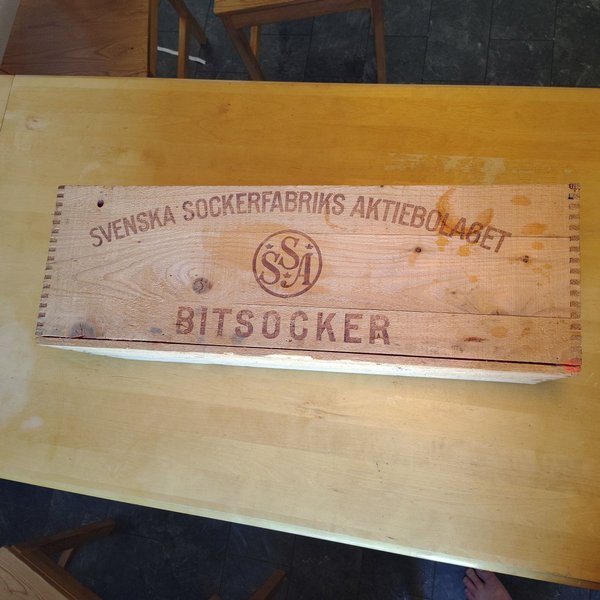 SVENSKA SOCKERFABRIKS AKTIEBOLAGET
SSA
BITSOCKER